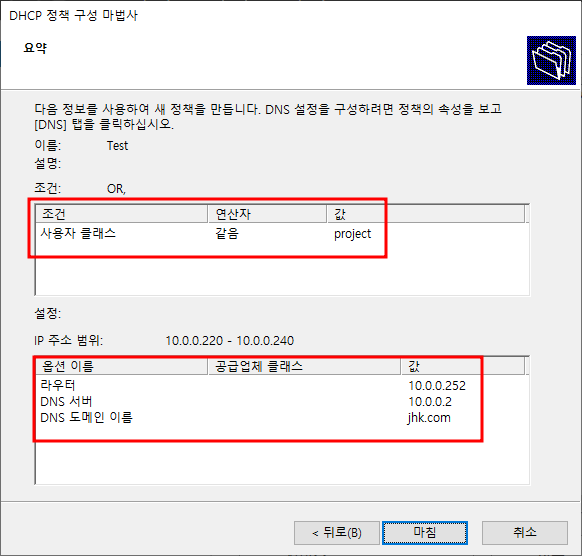 DHCP 정책 구성 마법사
요약
다음 정보를 사용하여 새 정책을 만듭니다. DNS 설정을 구성하려면 정책의 속성을 보고
[DNS] 탭을 클릭하십시오.
이름: Test
설명:
조건: OR,
조건 연산자 값
사용자 클래스 같음 project
설정:
IP 주소 범위: 10.0.0.220 - 10.0.0.240
옵션 이름 공급업체 클래스 값
라우터 10.0.0.252
DNS 서버 10.0.0.2
DNS 도메인 이름 jhk.com
< 뒤로(B) 마침 취소